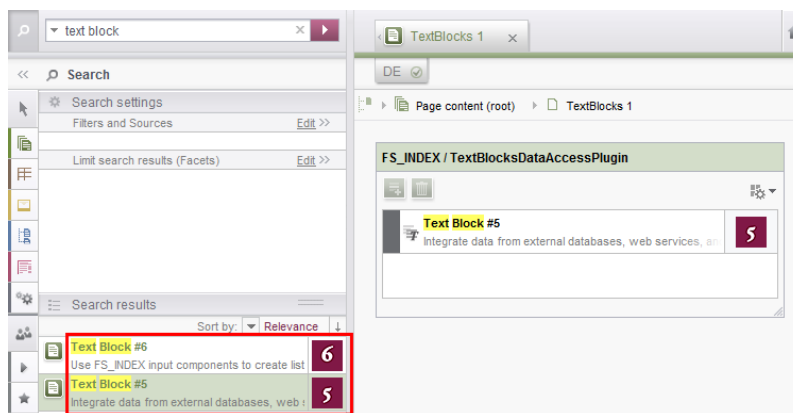 text block
Search
Search settings
Filters and Sources Edit >>
Limit search results (Facets) Edit >>
Search results
Sort by: Relevance
Text Block #6
Use FS_INDEX input components to create list
6
Text Block #5
Integrate data from external databases, web
5
TextBlocks 1
DE
Page content (root) TextBlocks 1
FS_INDEX / TextBlocksDataAccessPlugin
Text Block #5
Integrate data from external databases, web services, an
5